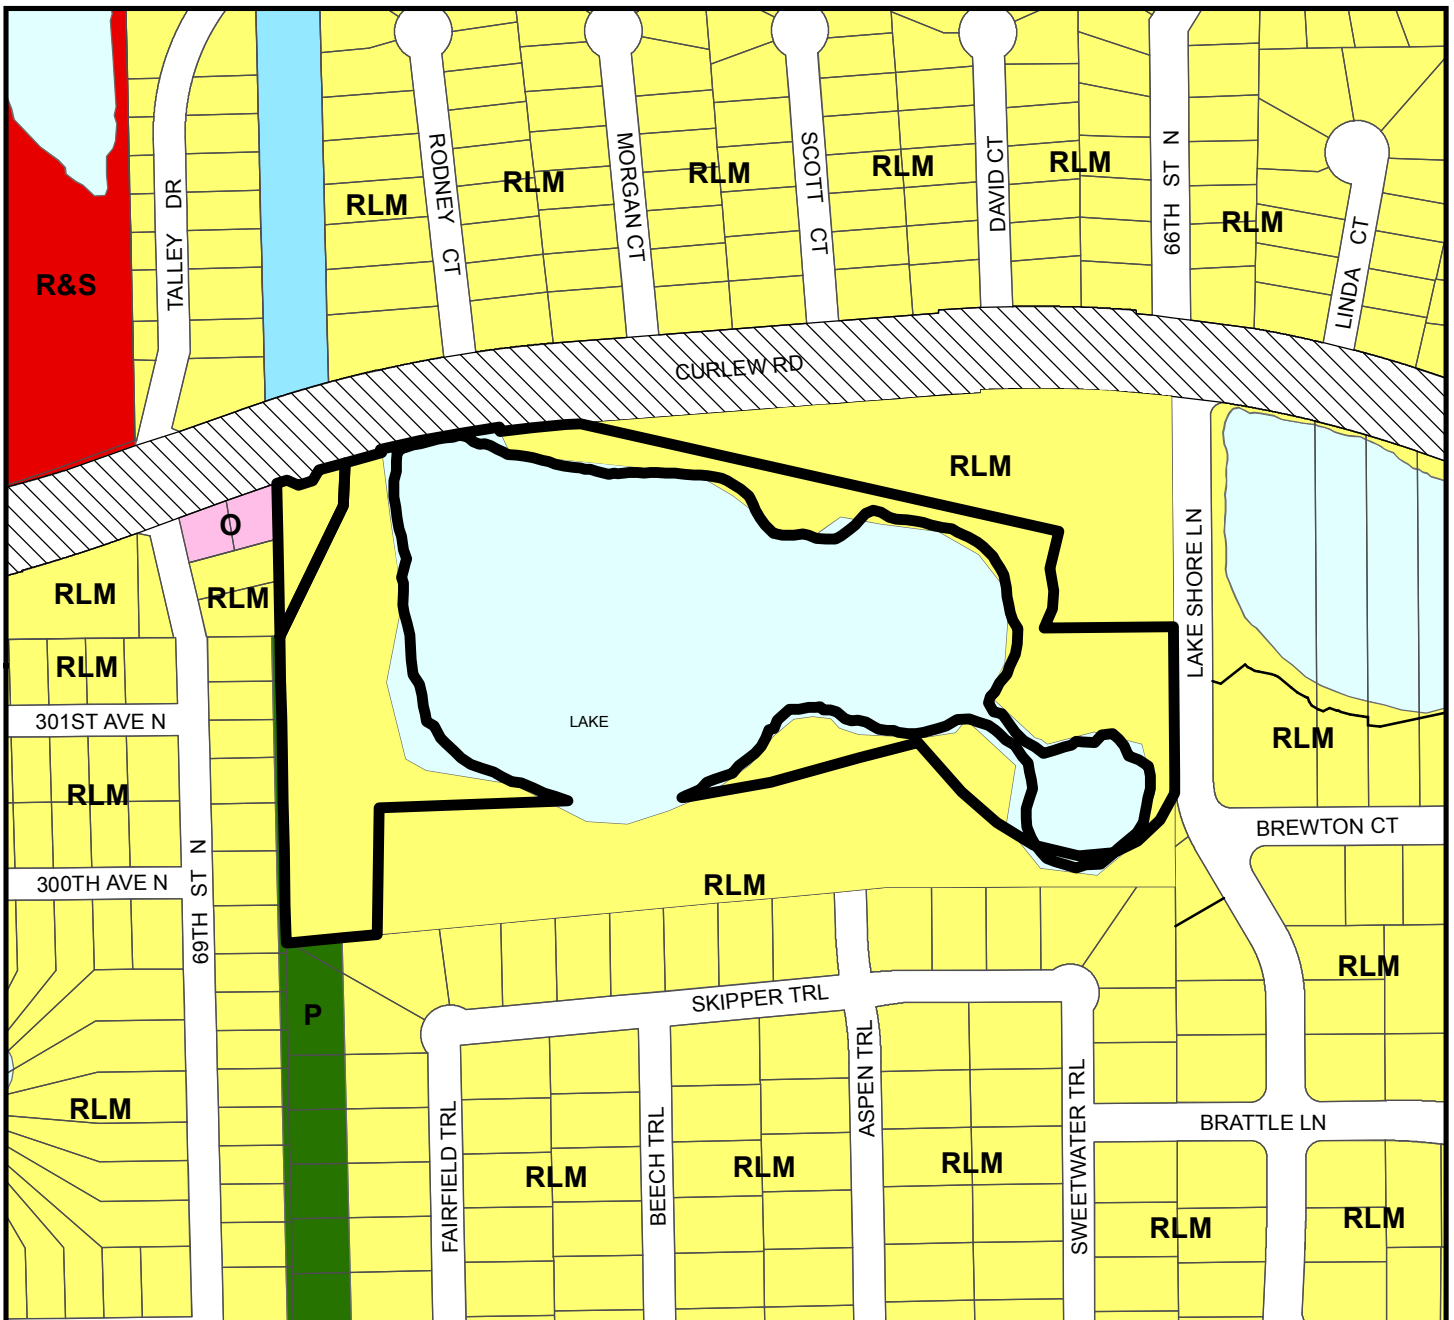 TALLEY DR
RODNEY CT
MORGAN CT
SCOTT CT
DAVID CT
66TH ST N
LINDA CT
RLM
RLM
RLM
RLM
RLM
RLM
R&S
CURLEW RD
RLM
O
RLM
RLM
LAKE SHORE LN
RLM
301ST AVE N
LAKE
RLM
RLM
BREWTON CT
300TH AVE N
69TH ST N
RLM
RLM
SKIPPER TRL
P
RLM
FAIRFIELD TRL
BEECH TRL
ASPEN TRL
SWEETWATER TRL
BRATTLE LN
RLM
RLM
RLM
RLM
RLM